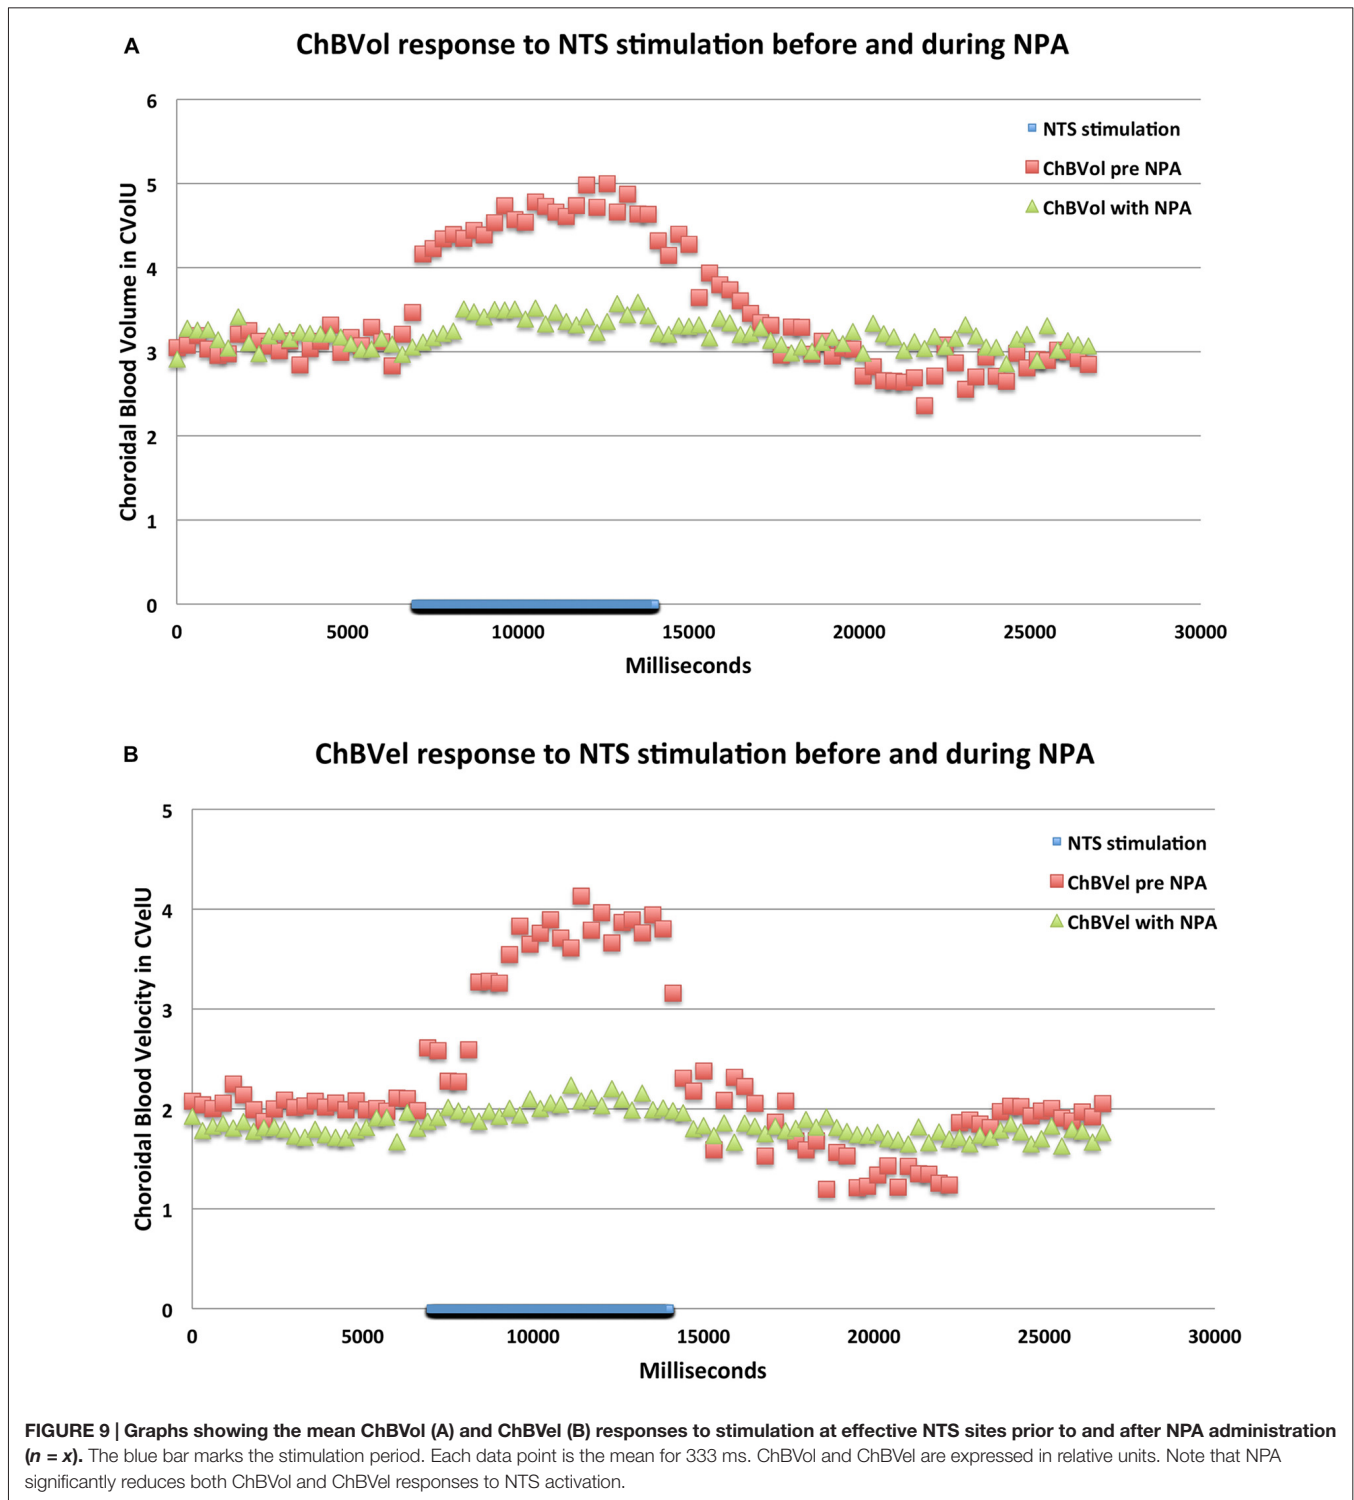 A
ChBVol response to NTS stimulation before and during NPA
6
5
4
3
2
1
0
Choroidal Blood Volume in CVolU
NTS stimulation
ChBVol pre NPA
ChBVol with NPA
0 5000 10000 15000 20000 25000 30000
Milliseconds
B
ChBVel response to NTS stimulation before and during NPA
5
4
3
2
1
0
Choroidal Blood Velocity in CVelU
NTS stimulation
ChBVel pre NPA
ChBVel with NPA
0 5000 10000 15000 20000 25000 30000
Milliseconds
FIGURE 9 | Graphs showing the mean ChBVol (A) and ChBVel (B) responses to stimulation at effective NTS sites prior to and after NPA administration
(n = x). The blue bar marks the stimulation period. Each data point is the mean for 333 ms. ChBVol and ChBVel are expressed in relative units. Note that NPA
significantly reduces both ChBVol and ChBVel responses to NTS activation.